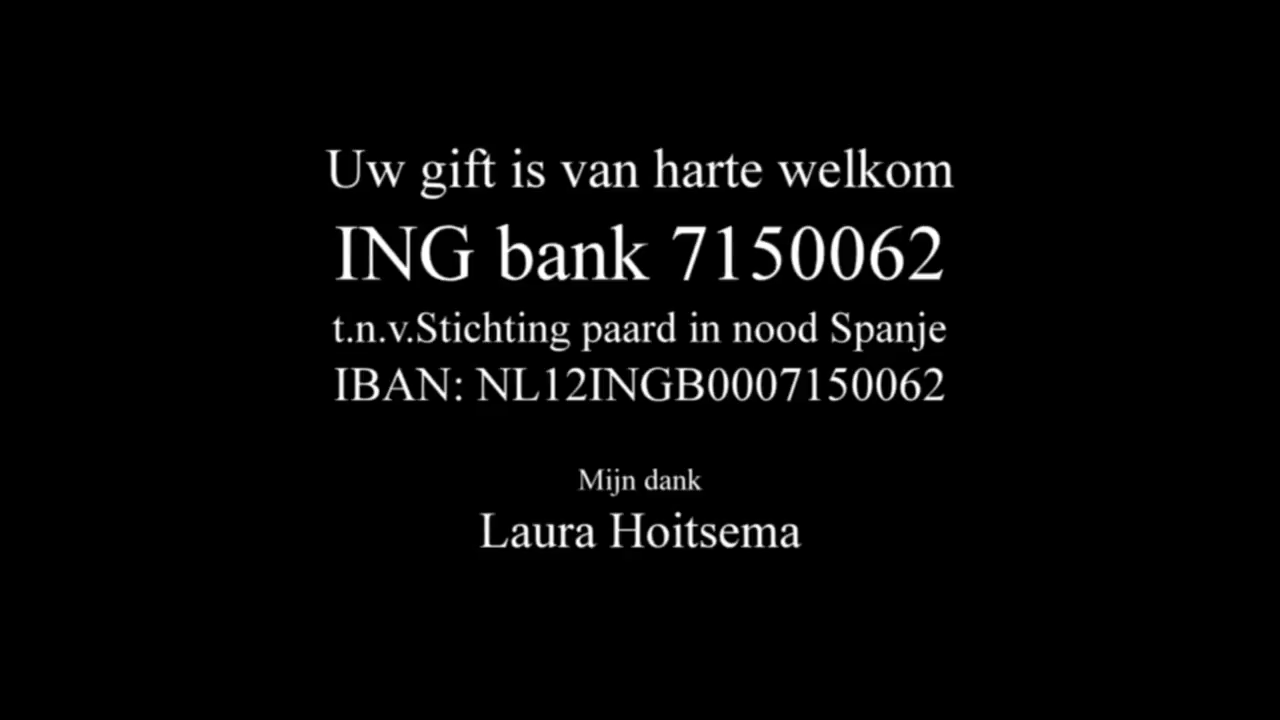 Uw gift is van harte welkom
ING bank 7150062
t.n.v.Stichting paard in nood Spanje
IBAN: NL12INGB0007150062
Mijn dank
Laura Hoitsema